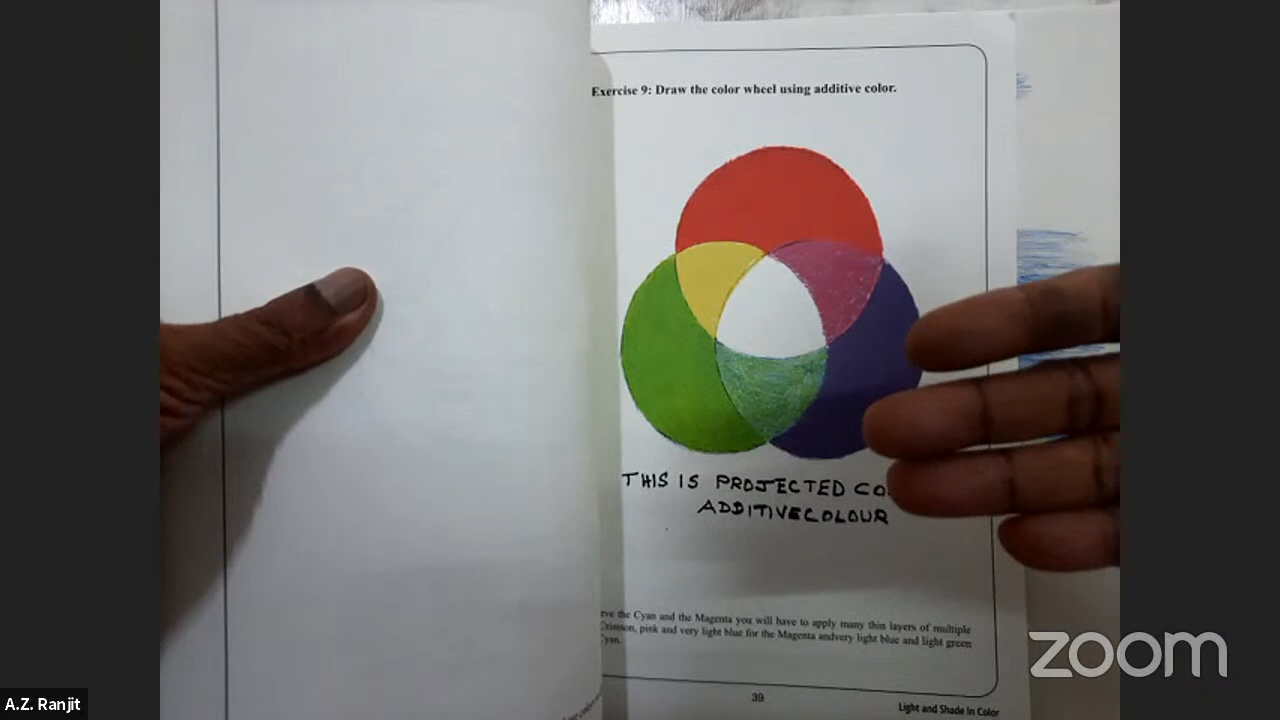 Exercise 9: Draw the color wheel using additive color.
THIS IS PROJECTED
ADDITIVECOLOUR
the Cyan and the Magenta you will have to apply many thin layers of multiple
Crimson, pink and very light blue for the Magenta andvery light blue and light green
Cyan.
39
Light and Shade In Color
zoom
A.Z. Ranjit